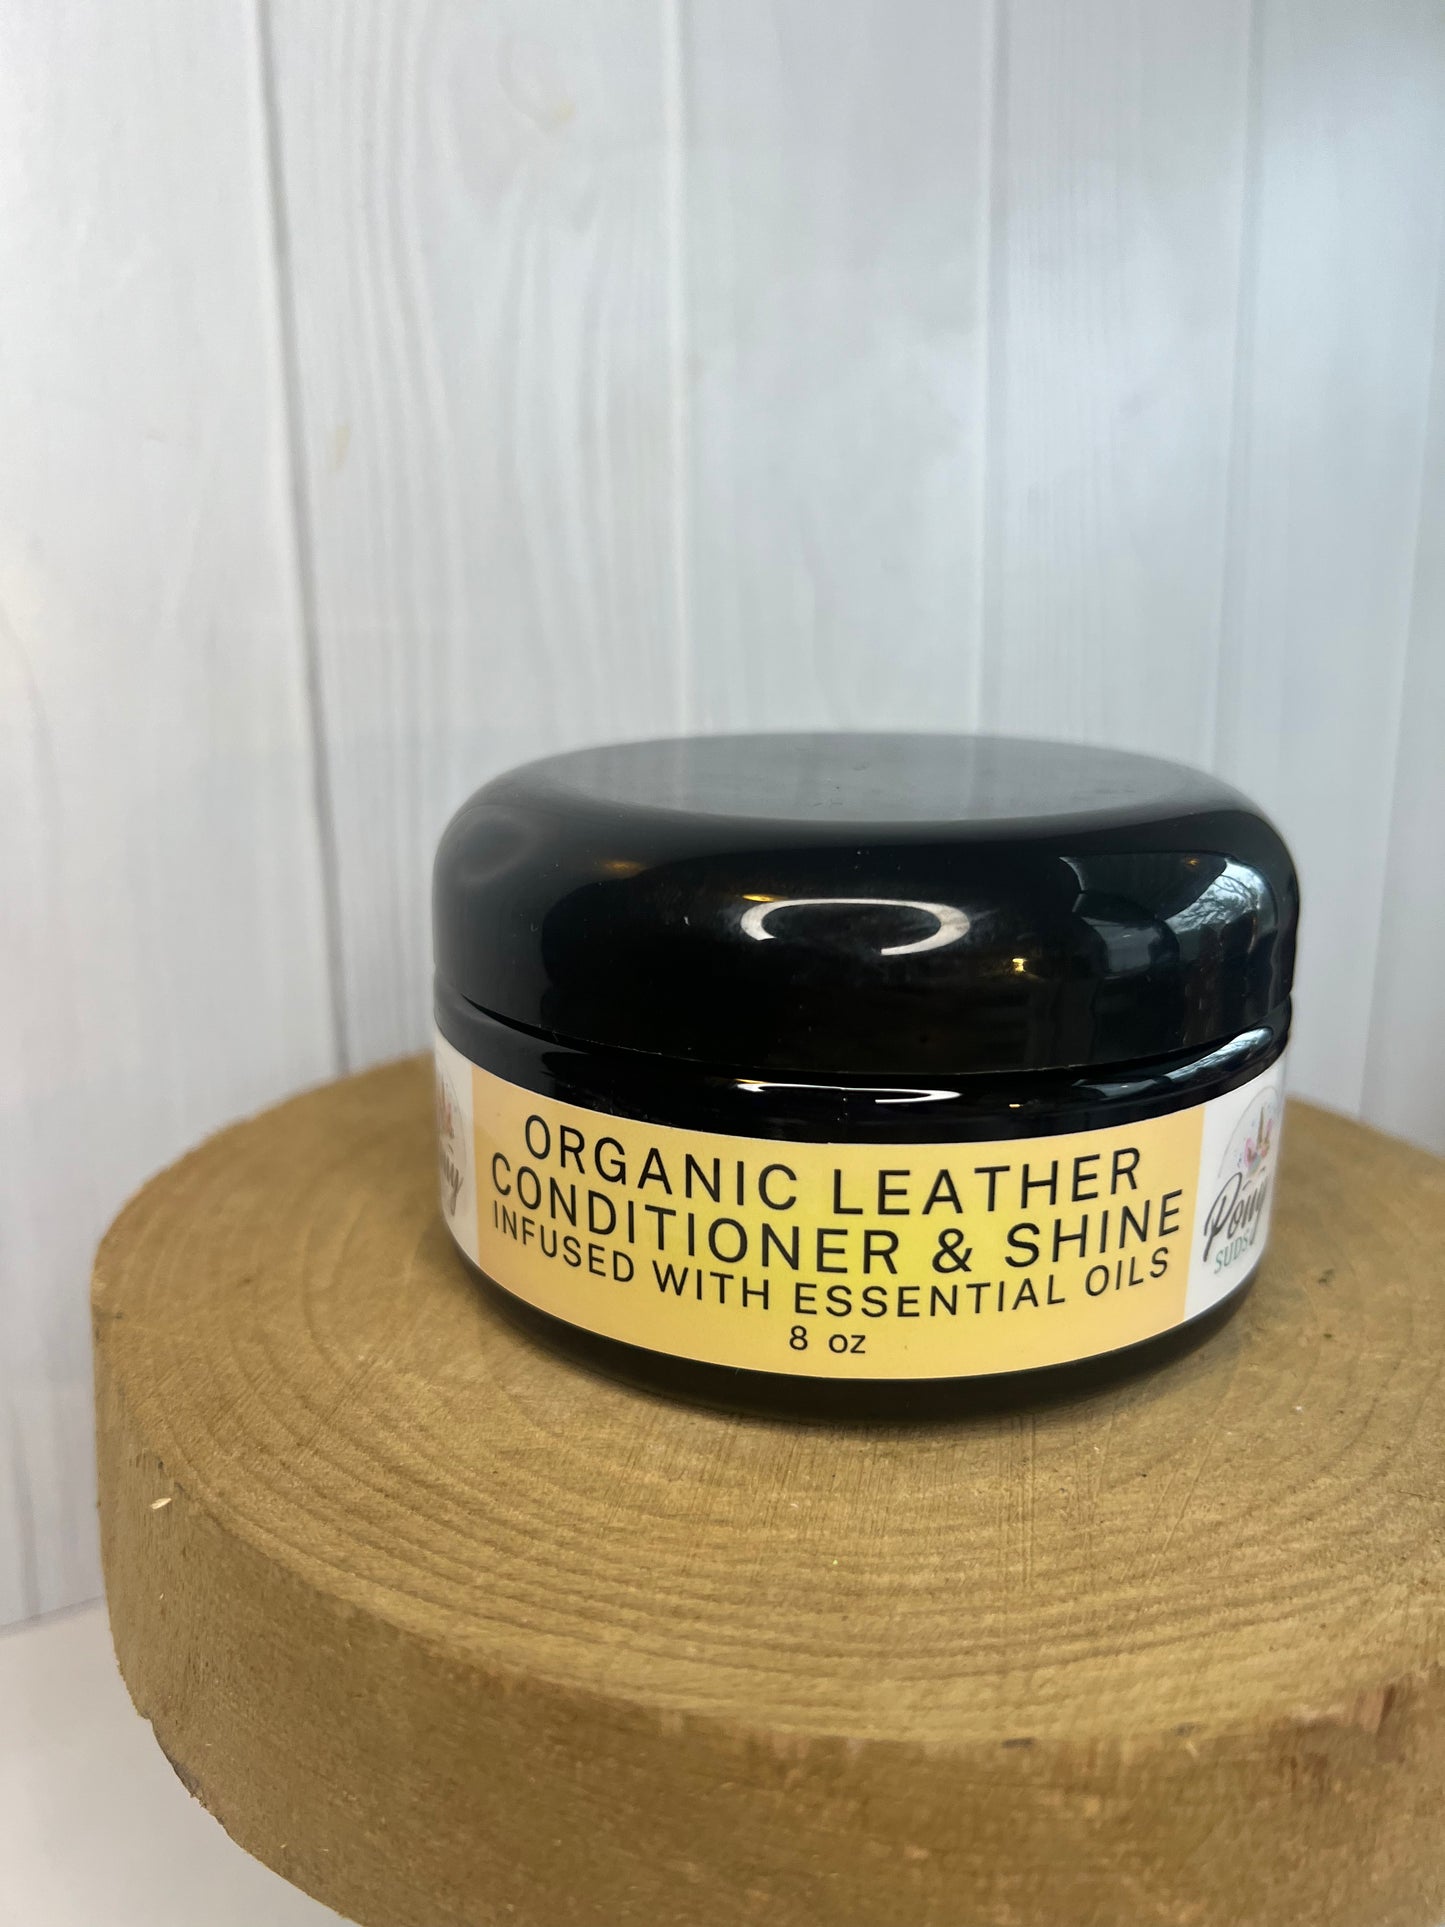 ORGANIC LEATHER
CONDITIONER & SHINE
INFUSED WITH ESSENTIAL OILS
8 oz
Pony
SUDS